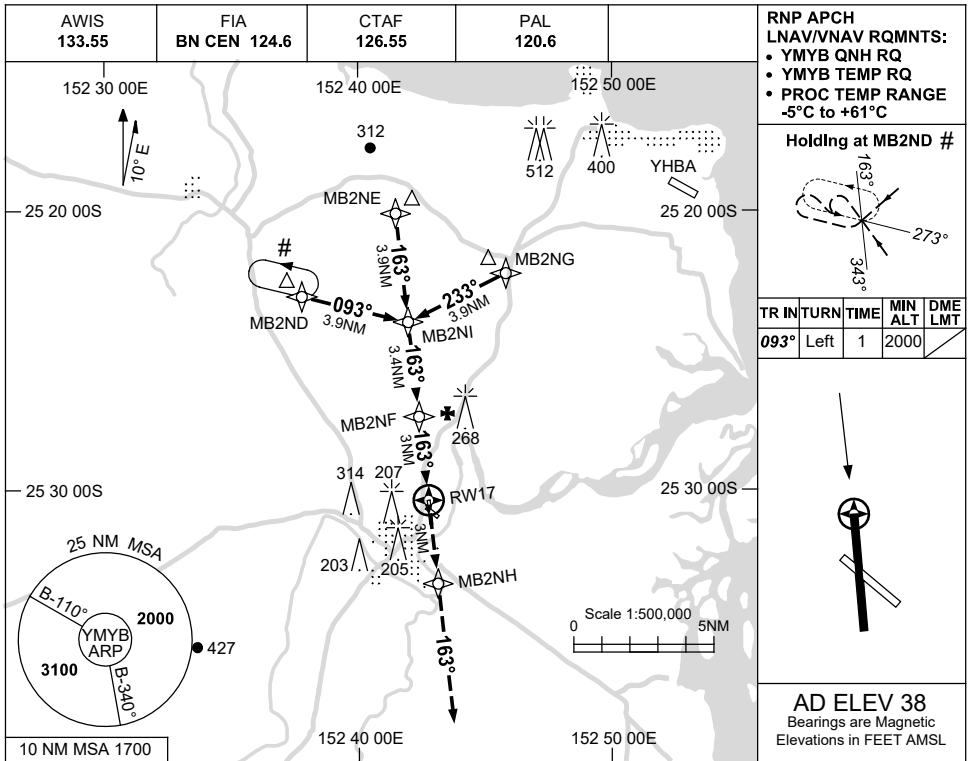 AWIS
133.55
FIA
BN CEN 124.6
CTAF
126.55
PAL
120.6
RNP APCH
LNAV/VNAV RQMNTS:
• YMYB QNH RQ
• YMYB TEMP RQ
• PROC TEMP RANGE
-5°C to +61°C
Holding at MB2ND #
163°
273°
343°
TR IN TURN TIME MIN ALT DME LMT
093° Left 1 2000
152 30 00E
152 40 00E
152 50 00E
10° E
312
512
400
YHBA
MB2NE
25 20 00S
25 20 00S
#
163°
3.9NM
MB2NG
093°
3.9NM
233°
3.9NM
MB2ND
MB2NI
163°
3.4NM
MB2NF
268
163°
3NM
314
207
25 30 00S
RW17
25 30 00S
3NM
203
205
MB2NH
25 NM MSA
B-110°
2000
YMYB
ARP
3100
B-340°
427
163°
Scale 1:500,000
0
5NM
152 40 00E
152 50 00E
10 NM MSA 1700
AD ELEV 38
Bearings are Magnetic
Elevations in FEET AMSL